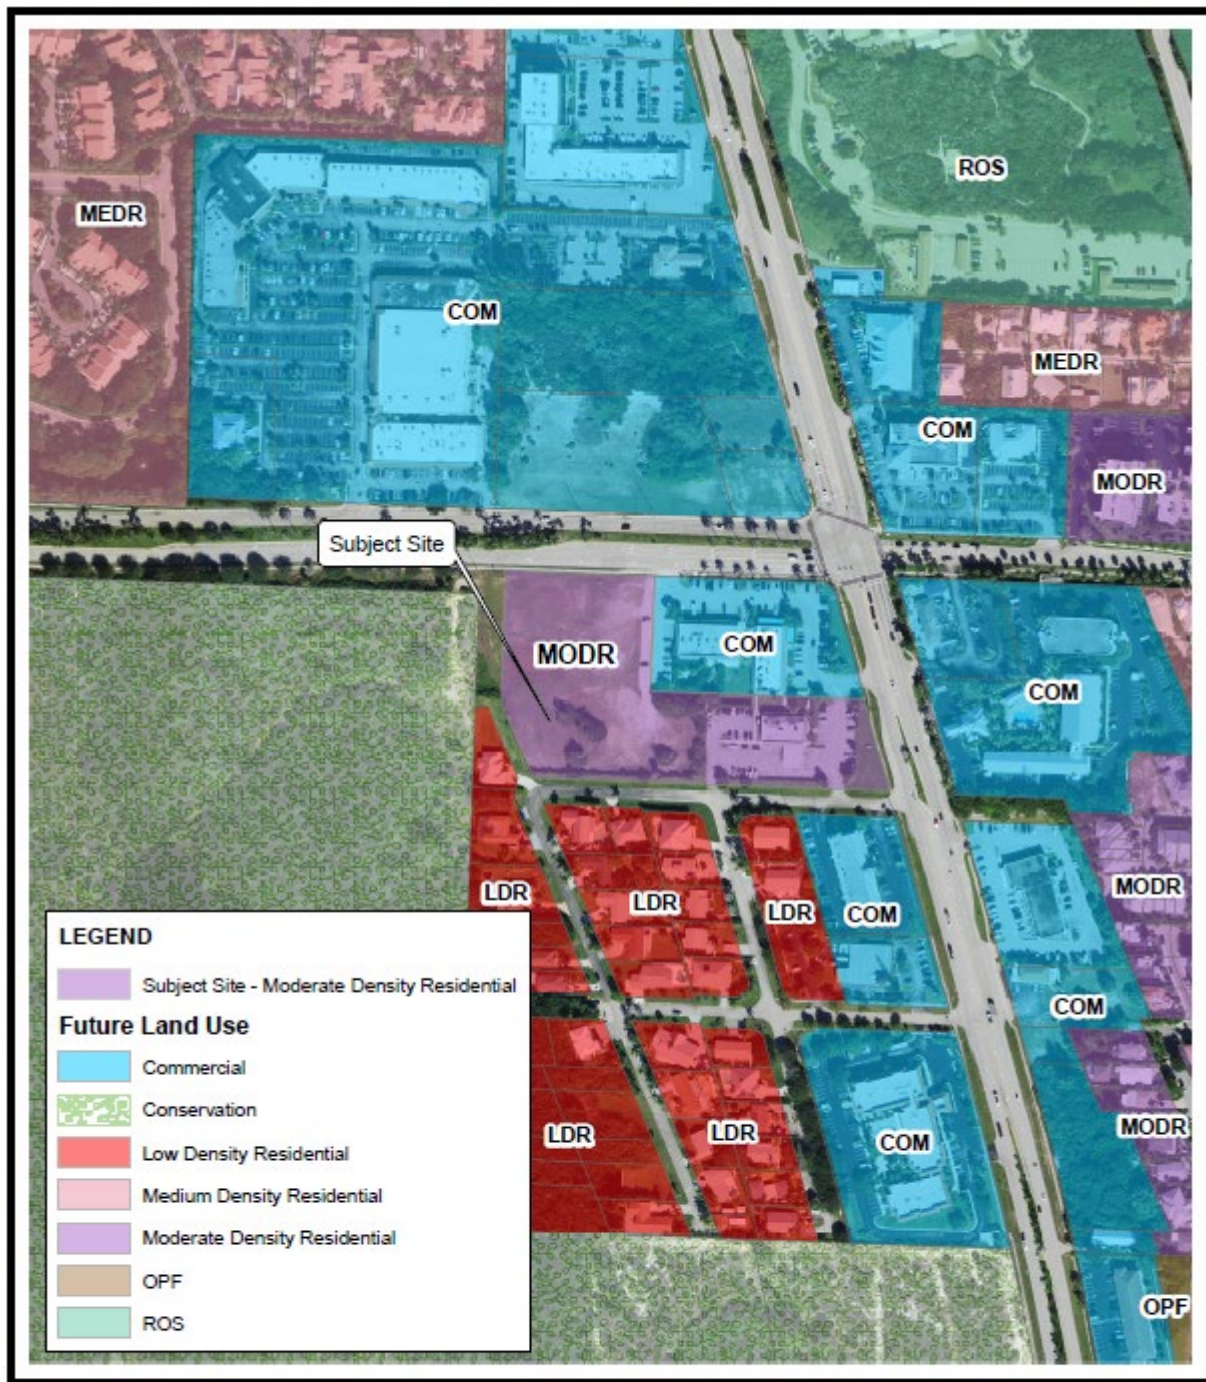 ROS
MEDR
COM
MEDR
COM
MODR
Subject Site
MODR
COM
COM
MODR
LDR
LDR
LDR
COM
COM
LDR
LDR
COM
MODR
OPF
LEGEND
Subject Site - Moderate Density Residential
Future Land Use
Commercial
Conservation
Low Density Residential
Medium Density Residential
Moderate Density Residential
OPF
ROS